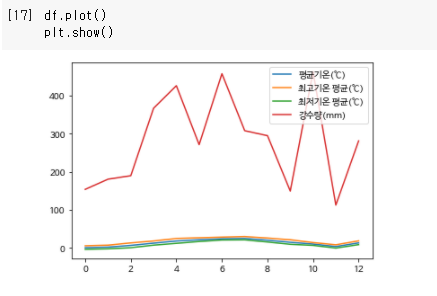 [17] df.plot()
plt.show()
평균기온(℃)
최고기온 평균(℃)
최저기온 평균(℃)
강수량(mm)
400
300
200
100
0
0 2 4 6 8 10 12